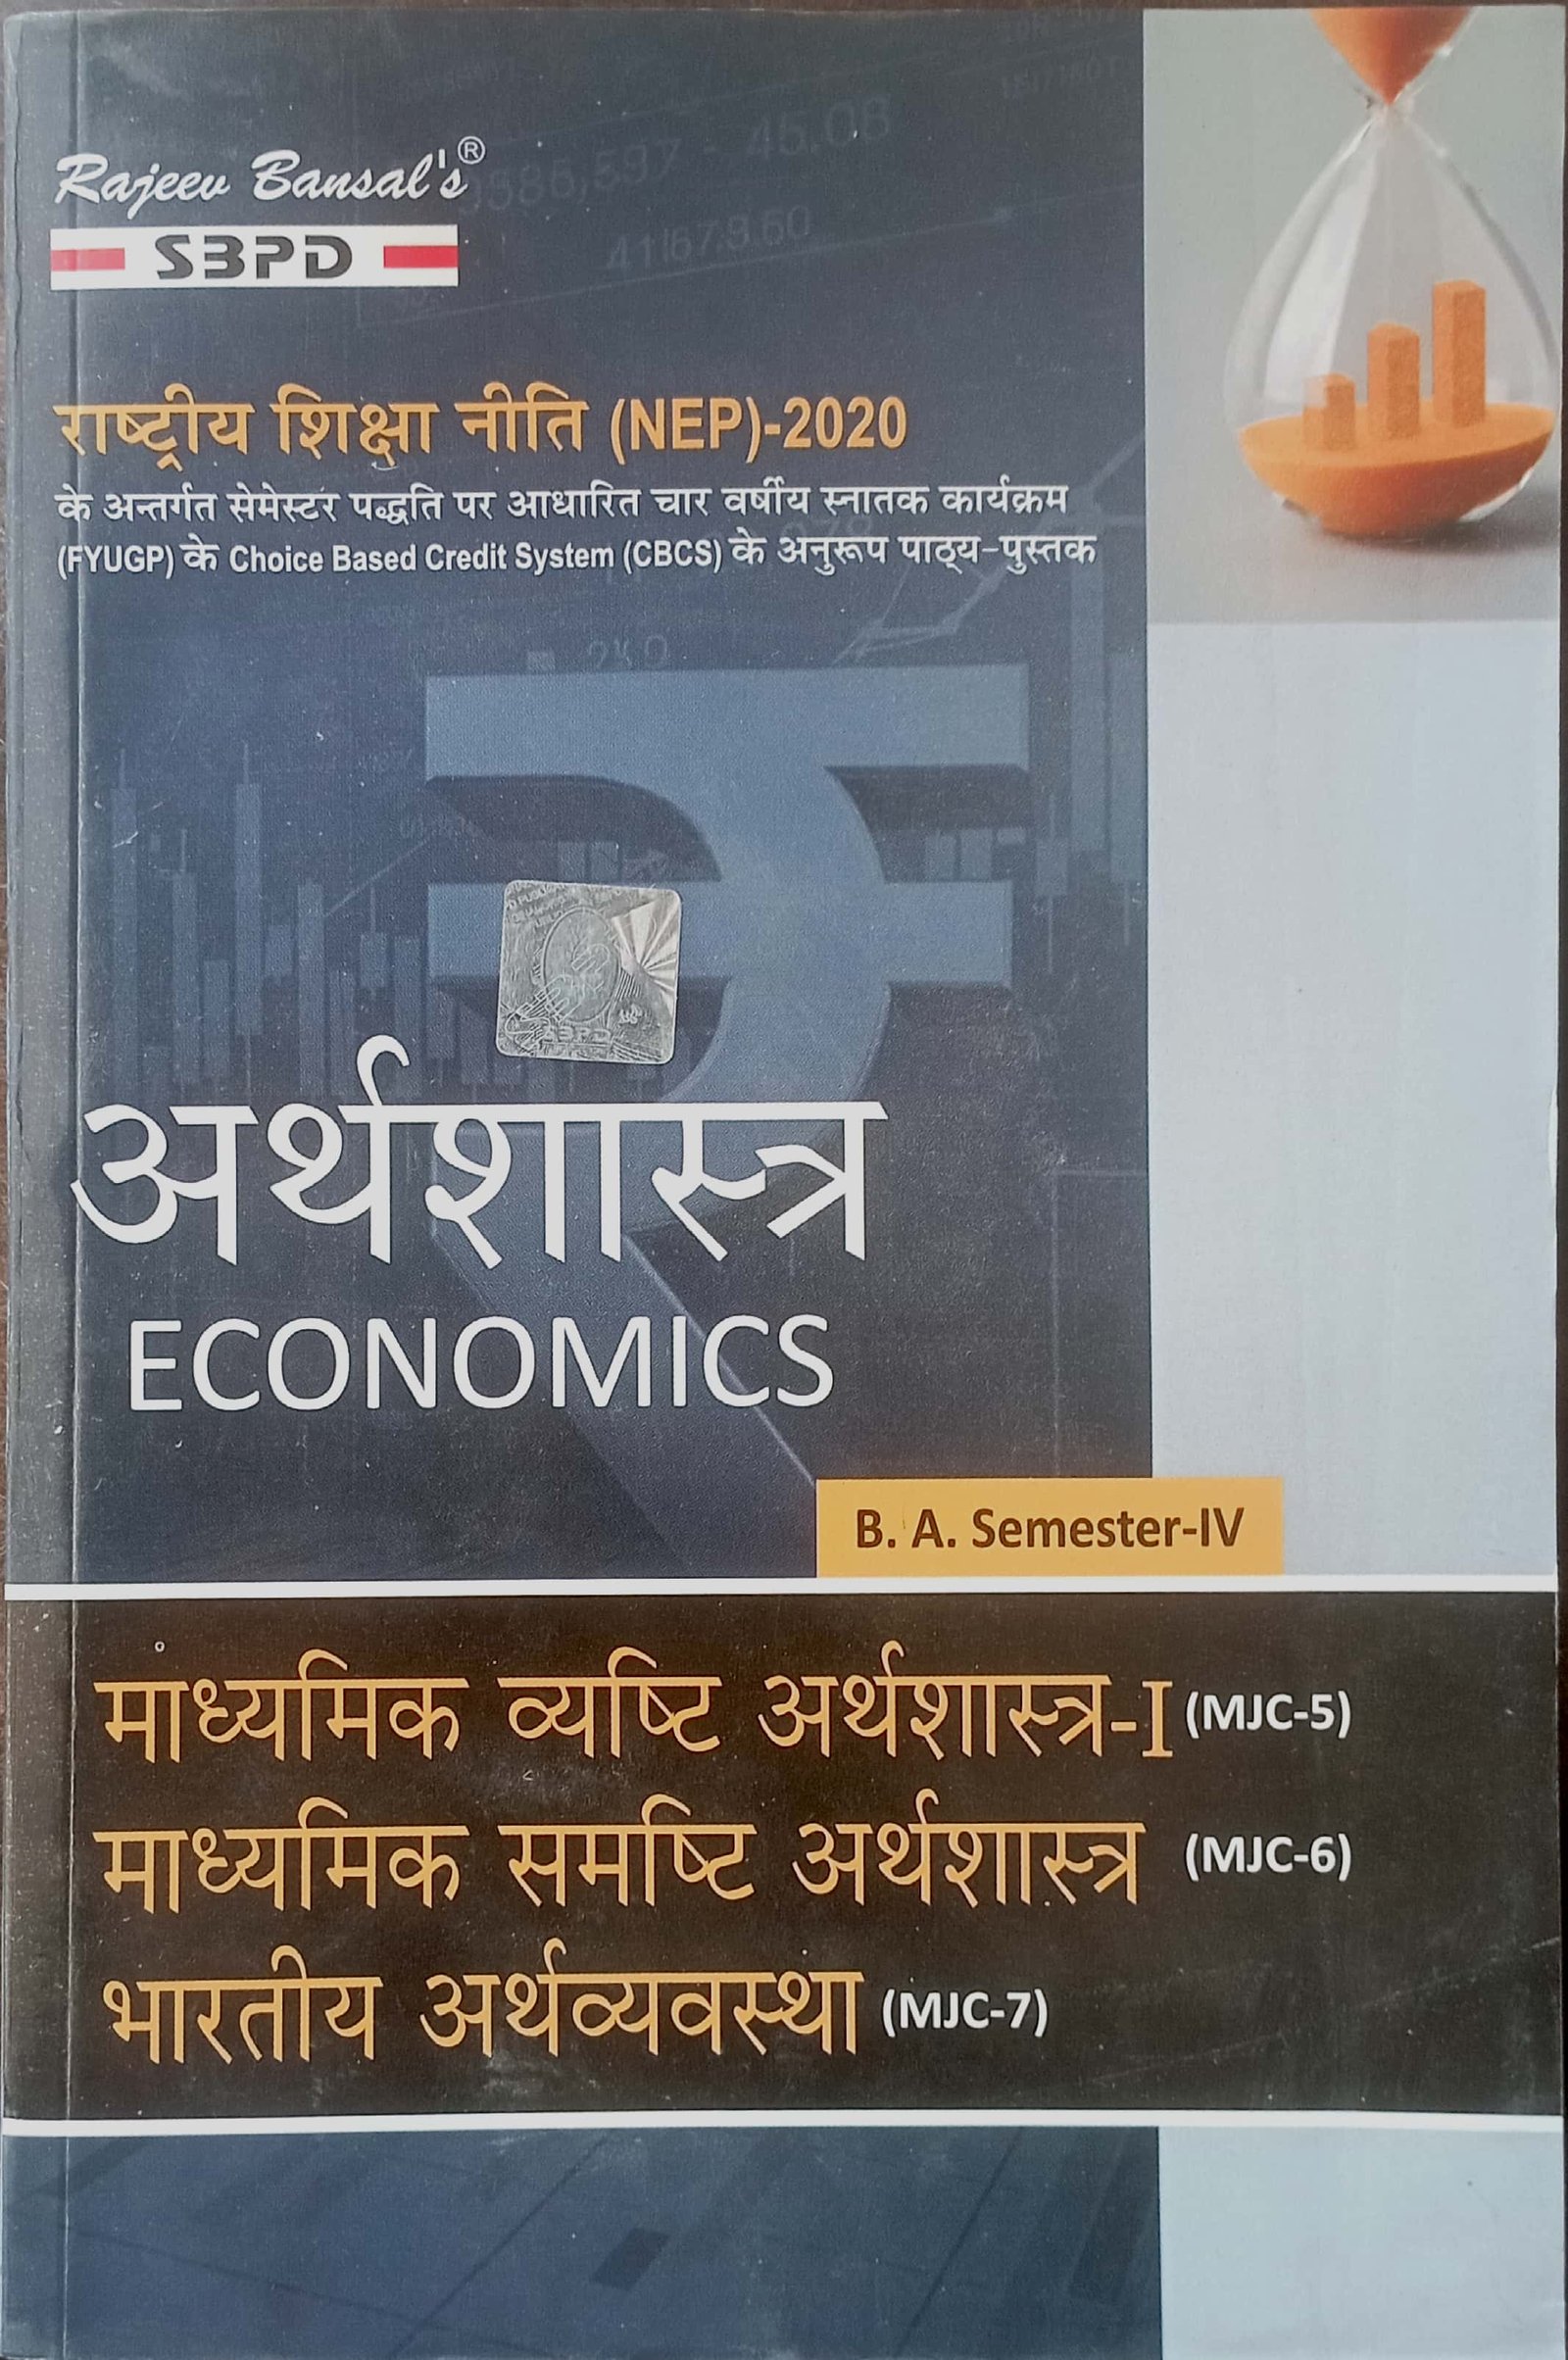 Rajeev Bansal's®
SBPD
राष्ट्रीय शिक्षा नीति (NEP)-2020
के अन्तर्गत सेमेस्टर पद्धति पर आधारित चार वर्षीय स्नातक कार्यक्रम
(FYUGP) के Choice Based Credit System (CBCS) के अनुरूप पाठ्य-पुस्तक
SBPD
अर्थशास्त्र
ECONOMICS
B. A. Semester-IV
माध्यमिक व्यष्टि अर्थशास्त्र-I (MJC-5)
माध्यमिक समष्टि अर्थशास्त्र (MJC-6)
भारतीय अर्थव्यवस्था (MJC-7)